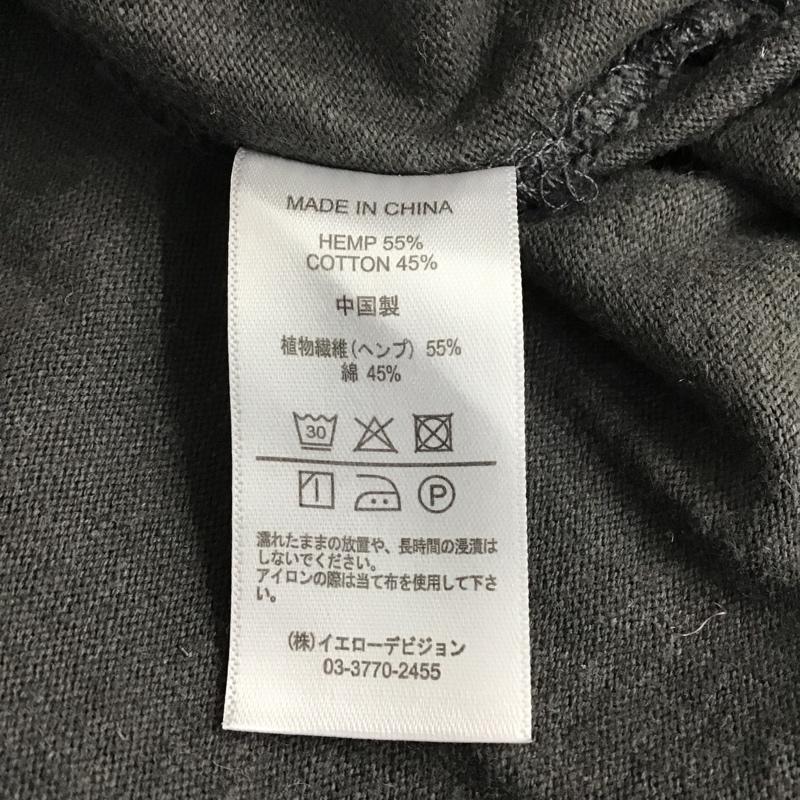 MADE IN CHINA
HEMP 55%
COTTON 45%
中国製
植物繊維(ヘンプ) 55%
綿 45%
30
P
濡れたままの放置や、長時間の浸漬は
しないでください。
アイロンの際は当て布を使用して下さ
い。
(株)イエローデビジョン
03-3770-2455